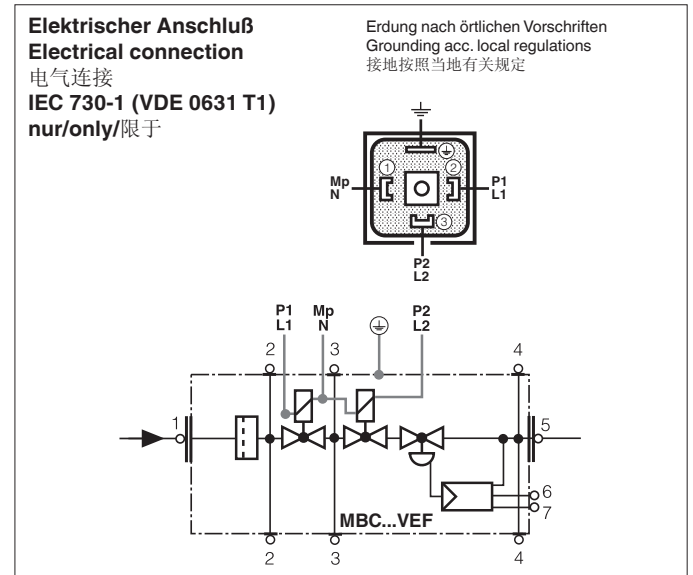 Elektrischer Anschluß
Electrical connection
电气连接
IEC 730-1 (VDE 0631 T1)
nur/only/限于
Erdung nach örtlichen Vorschriften
Grounding acc. local regulations
接地按照当地有关规定
1
2
Mp
N
P1
L1
3
P2
L2
P1
L1
Mp
N
P2
L2
2
3
4
1
5
6
7
MBC...VEF
2
3
4